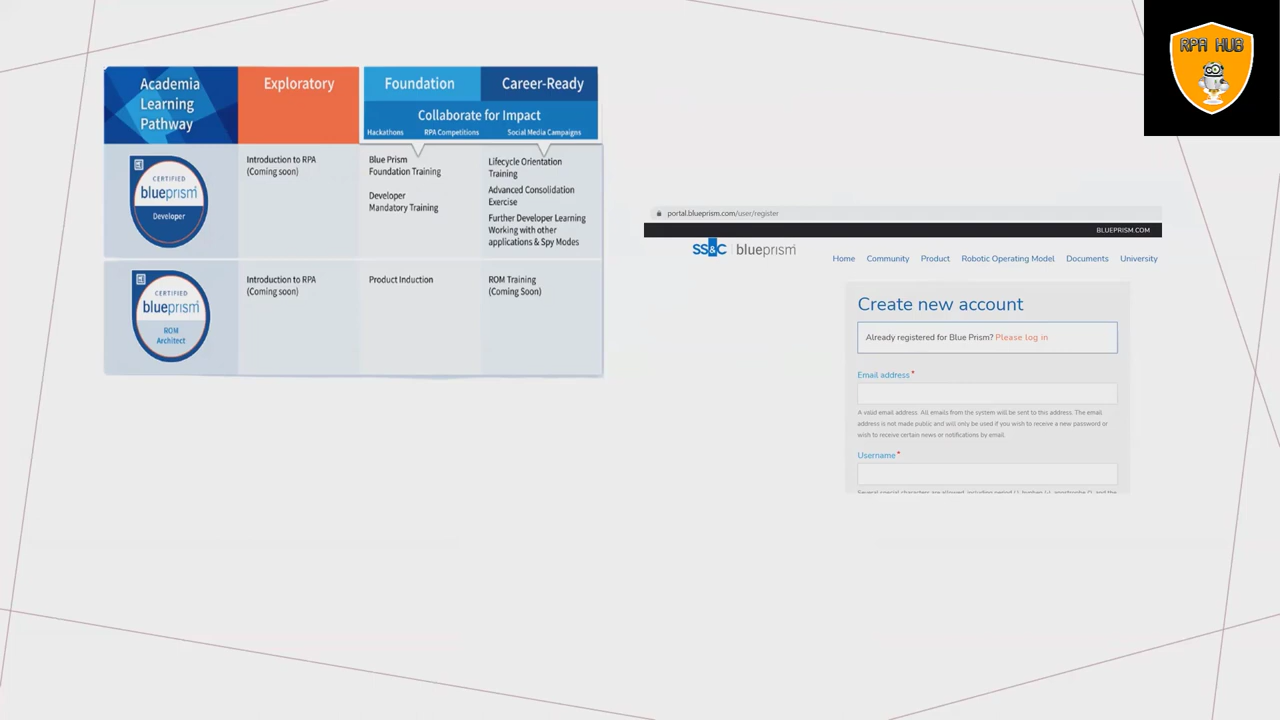 RPA HUB
Academia
Learning
Pathway
Exploratory
Foundation
Career-Ready
Collaborate for Impact
Hackathons
RPA Competitions
Social Media Campaigns
CERTIFIED
blueprism
Developer
Introduction to RPA
(Coming soon)
Blue Prism
Foundation Training
Developer
Mandatory Training
Lifecycle Orientation
Training
Advanced Consolidation
Exercise
Further Developer Learning
Working with other
applications & Spy Modes
CERTIFIED
blueprism
ROM
Architect
Introduction to RPA
(Coming soon)
Product Induction
ROM Training
(Coming Soon)
portal.blueprism.com/user/register
BLUEPRISM.COM
SS&C blueprism
Home Community Product Robotic Operating Model Documents University
Create new account
Already registered for Blue Prism? Please log in
Email address *
A valid email address. All emails from the system will be sent to this address. The email
address is not made public and will only be used if you wish to receive a new password or
wish to receive certain news or notifications by email.
Username *